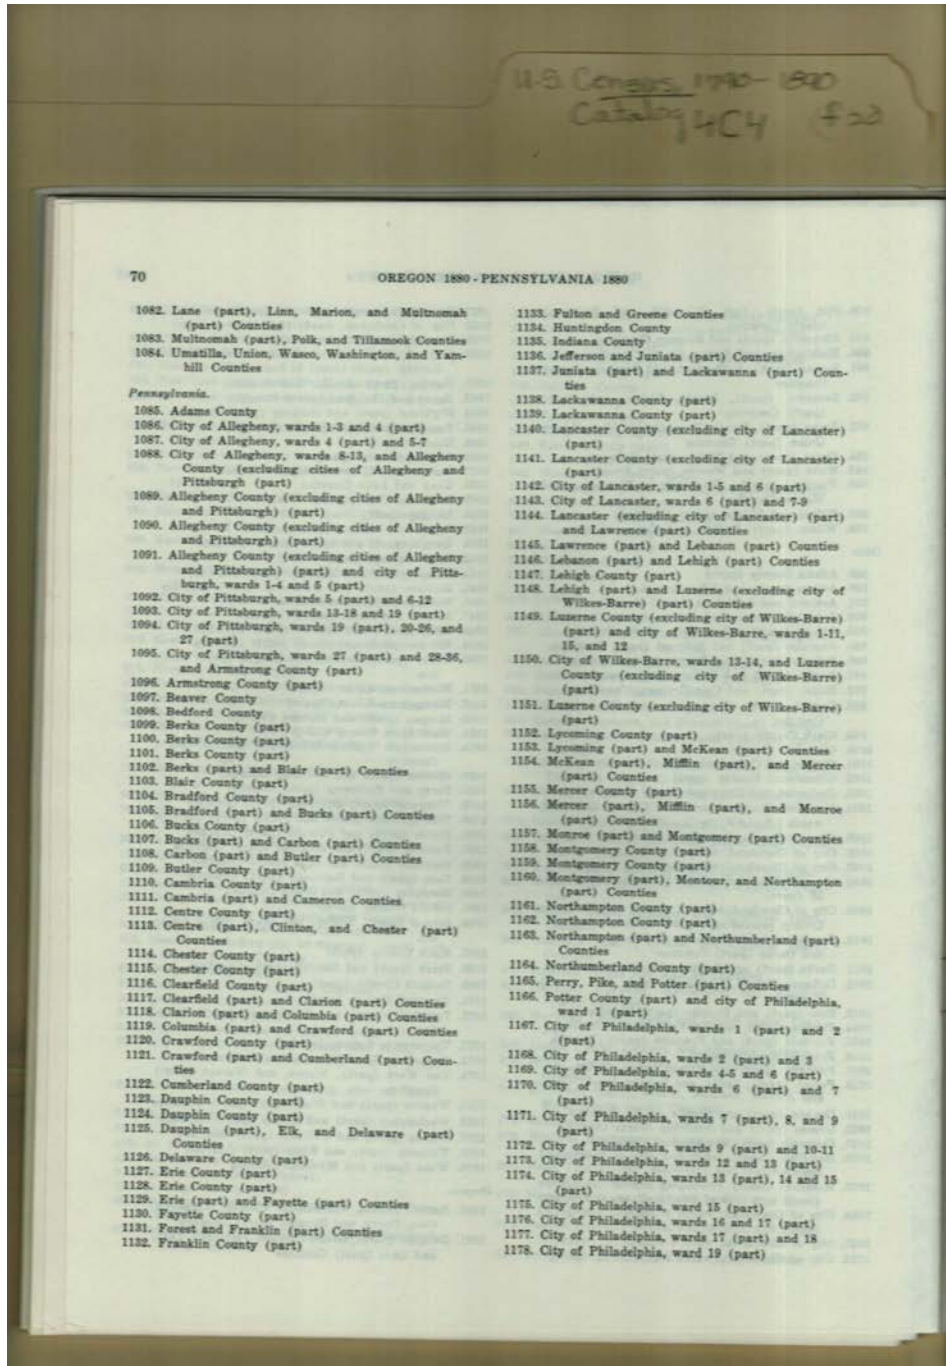 U.S. Census, 1790-1890
Catalog 4C4 f20
70
OREGON 1880 - PENNSYLVANIA 1880
1082. Lane (part), Linn, Marion, and Multnomah
(part) Counties
1083. Multnomah (part), Polk, and Tillamook Counties
1084. Umatilla, Union, Wasco, Washington, and Yam-
hill Counties
Pennsylvania.
1085. Adams County
1086. City of Allegheny, wards 1-3 and 4 (part)
1087. City of Allegheny, wards 4 (part) and 5-7
1088. City of Allegheny, wards 8-13, and Allegheny
County (excluding cities of Allegheny and
Pittsburgh (part)
1089. Allegheny County (excluding cities of Allegheny
and Pittsburgh) (part)
1090. Allegheny County (excluding cities of Allegheny
and Pittsburgh) (part)
1091. Allegheny County (excluding cities of Allegheny
and Pittsburgh) (part) and city of Pitts-
burgh, wards 1-4 and 5 (part)
1092. City of Pittsburgh, wards 5 (part) and 6-12
1093. City of Pittsburgh, wards 13-18 and 19 (part)
1094. City of Pittsburgh, wards 19 (part), 20-26, and
27 (part)
1095. City of Pittsburgh, wards 27 (part) and 28-36,
and Armstrong County (part)
1096. Armstrong County (part)
1097. Beaver County
1098. Bedford County
1099. Berks County (part)
1100. Berks County (part)
1101. Berks County (part)
1102. Berks (part) and Blair (part) Counties
1103. Blair County (part)
1104. Bradford County (part)
1105. Bradford (part) and Bucks (part) Counties
1106. Bucks County (part)
1107. Bucks (part) and Carbon (part) Counties
1108. Carbon (part) and Butler (part) Counties
1109. Butler County (part)
1110. Cambria County (part)
1111. Cambria (part) and Cameron Counties
1112. Centre County (part)
1113. Centre (part), Clinton, and Chester (part)
Counties
1114. Chester County (part)
1115. Chester County (part)
1116. Clearfield County (part)
1117. Clearfield (part) and Clarion (part) Counties
1118. Clarion (part) and Columbia (part) Counties
1119. Columbia (part) and Crawford (part) Counties
1120. Crawford County (part)
1121. Crawford (part) and Cumberland (part) Coun-
ties
1122. Cumberland County (part)
1123. Dauphin County (part)
1124. Dauphin County (part)
1125. Dauphin (part), Elk, and Delaware (part)
Counties
1126. Delaware County (part)
1127. Erie County (part)
1128. Erie County (part)
1129. Erie (part) and Fayette (part) Counties
1130. Fayette County (part)
1131. Forest and Franklin (part) Counties
1132. Franklin County (part)
1133. Fulton and Greene Counties
1134. Huntingdon County
1135. Indiana County
1136. Jefferson and Juniata (part) Counties
1137. Juniata (part) and Lackawanna (part) Coun-
ties
1138. Lackawanna County (part)
1139. Lackawanna County (part)
1140. Lancaster County (excluding city of Lancaster)
(part)
1141. Lancaster County (excluding city of Lancaster)
(part)
1142. City of Lancaster, wards 1-5 and 6 (part)
1143. City of Lancaster, wards 6 (part) and 7-9
1144. Lancaster (excluding city of Lancaster) (part)
and Lawrence (part) Counties
1145. Lawrence (part) and Lebanon (part) Counties
1146. Lebanon (part) and Lehigh (part) Counties
1147. Lehigh County (part)
1148. Lehigh (part) and Luzerne (excluding city of
Wilkes-Barre) (part) Counties
1149. Luzerne County (excluding city of Wilkes-Barre)
(part) and city of Wilkes-Barre, wards 1-11,
15, and 12
1150. City of Wilkes-Barre, wards 13-14, and Luzerne
County (excluding city of Wilkes-Barre)
(part)
1151. Luzerne County (excluding city of Wilkes-Barre)
(part)
1152. Lycoming County (part)
1153. Lycoming (part) and McKean (part) Counties
1154. McKean (part), Mifflin (part), and Mercer
(part) Counties
1155. Mercer County (part)
1156. Mercer (part), Mifflin (part), and Monroe
(part) Counties
1157. Monroe (part) and Montgomery (part) Counties
1158. Montgomery County (part)
1159. Montgomery County (part)
1160. Montgomery (part), Montour, and Northampton
(part) Counties
1161. Northampton County (part)
1162. Northampton County (part)
1163. Northampton (part) and Northumberland (part)
Counties
1164. Northumberland County (part)
1165. Perry, Pike, and Potter (part) Counties
1166. Potter County (part) and city of Philadelphia,
ward 1 (part)
1167. City of Philadelphia, wards 1 (part) and 2
(part)
1168. City of Philadelphia, wards 2 (part) and 3
1169. City of Philadelphia, wards 4-5 and 6 (part)
1170. City of Philadelphia, wards 6 (part) and 7
(part)
1171. City of Philadelphia, wards 7 (part), 8, and 9
(part)
1172. City of Philadelphia, wards 9 (part) and 10-11
1173. City of Philadelphia, wards 12 and 13 (part)
1174. City of Philadelphia, wards 13 (part), 14 and 15
(part)
1175. City of Philadelphia, ward 15 (part)
1176. City of Philadelphia, wards 16 and 17 (part)
1177. City of Philadelphia, wards 17 (part) and 18
1178. City of Philadelphia, ward 19 (part)